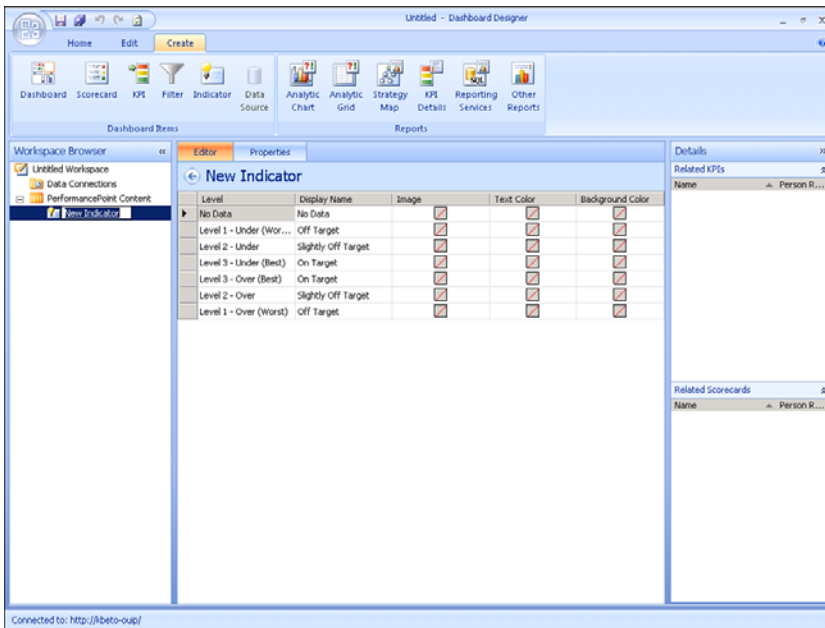 Untitled - Dashboard Designer
Home Edit Create
Dashboard Scorecard KPI Filter Indicator Data Source
Analytic Chart Analytic Grid Strategy Map KPI Details Reporting Services Other Reports
Dashboard Items Reports
Workspace Browser
Untitled Workspace
Data Connections
PerformancePoint Content
New Indicator
Editor Properties
New Indicator
Level Display Name Image Text Color Background Color
No Data No Data
Level 1 - Under (Wor... Off Target
Level 2 - Under Slightly Off Target
Level 3 - Under (Best) On Target
Level 3 - Over (Best) On Target
Level 2 - Over Slightly Off Target
Level 1 - Over (Worst) Off Target
Details
Related KPIs
Name Person R...
Related Scorecards
Name Person R...
Connected to: http://kbeto-ouip/